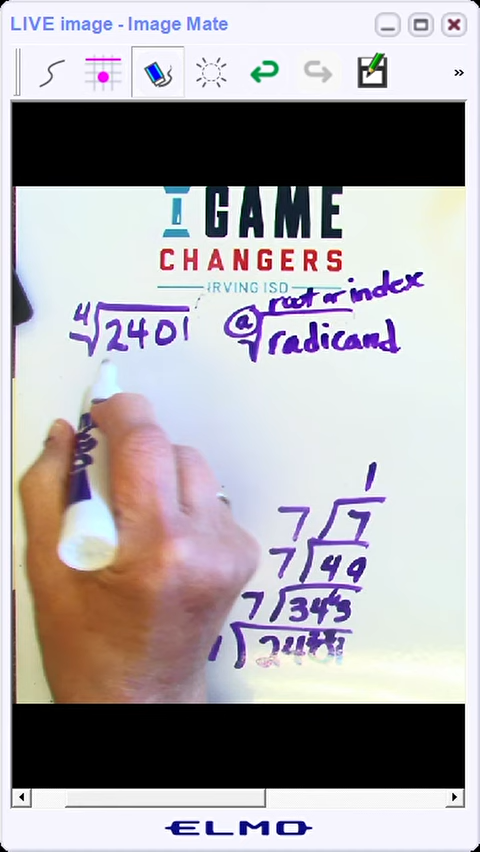 LIVE image - Image Mate
»
GAME
CHANGERS
IRVING ISD
root or index
4√2401
a√radicand
1
7 7
7 49
7 343
2401
ELMO